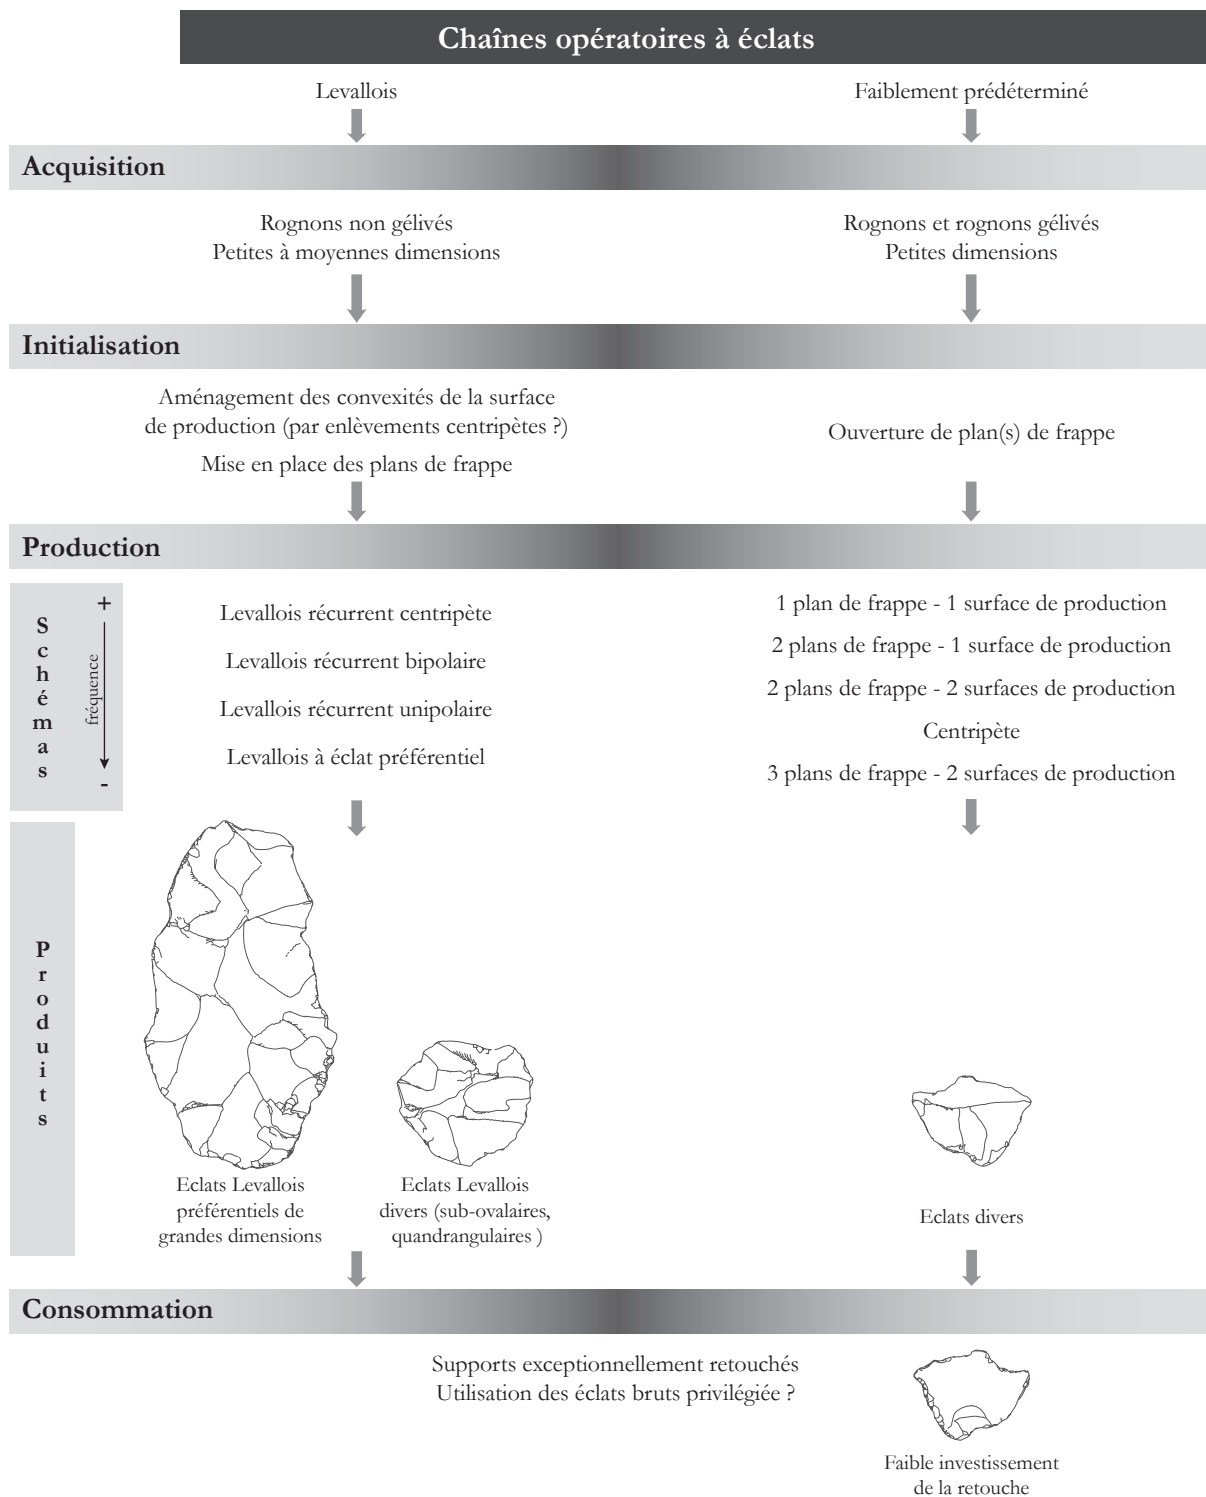 Chaînes opératoires à éclats
Levallois
Faiblement prédéterminé
Acquisition
Rognons non gélivés
Petites à moyennes dimensions
Rognons et rognons gélivés
Petites dimensions
Initialisation
Aménagement des convexités de la surface
de production (par enlèvements centripètes ?)
Mise en place des plans de frappe
Ouverture de plan(s) de frappe
Production
Schémas
+
fréquence
-
Levallois récurrent centripète
Levallois récurrent bipolaire
Levallois récurrent unipolaire
Levallois à éclat préférentiel
1 plan de frappe - 1 surface de production
2 plans de frappe - 1 surface de production
2 plans de frappe - 2 surfaces de production
Centripète
3 plans de frappe - 2 surfaces de production
Produits
Eclats Levallois
préférentiels de
grandes dimensions
Eclats Levallois
divers (sub-ovalaires,
quandrangulaires )
Eclats divers
Consommation
Supports exceptionnellement retouchés
Utilisation des éclats bruts privilégiée ?
Faible investissement
de la retouche